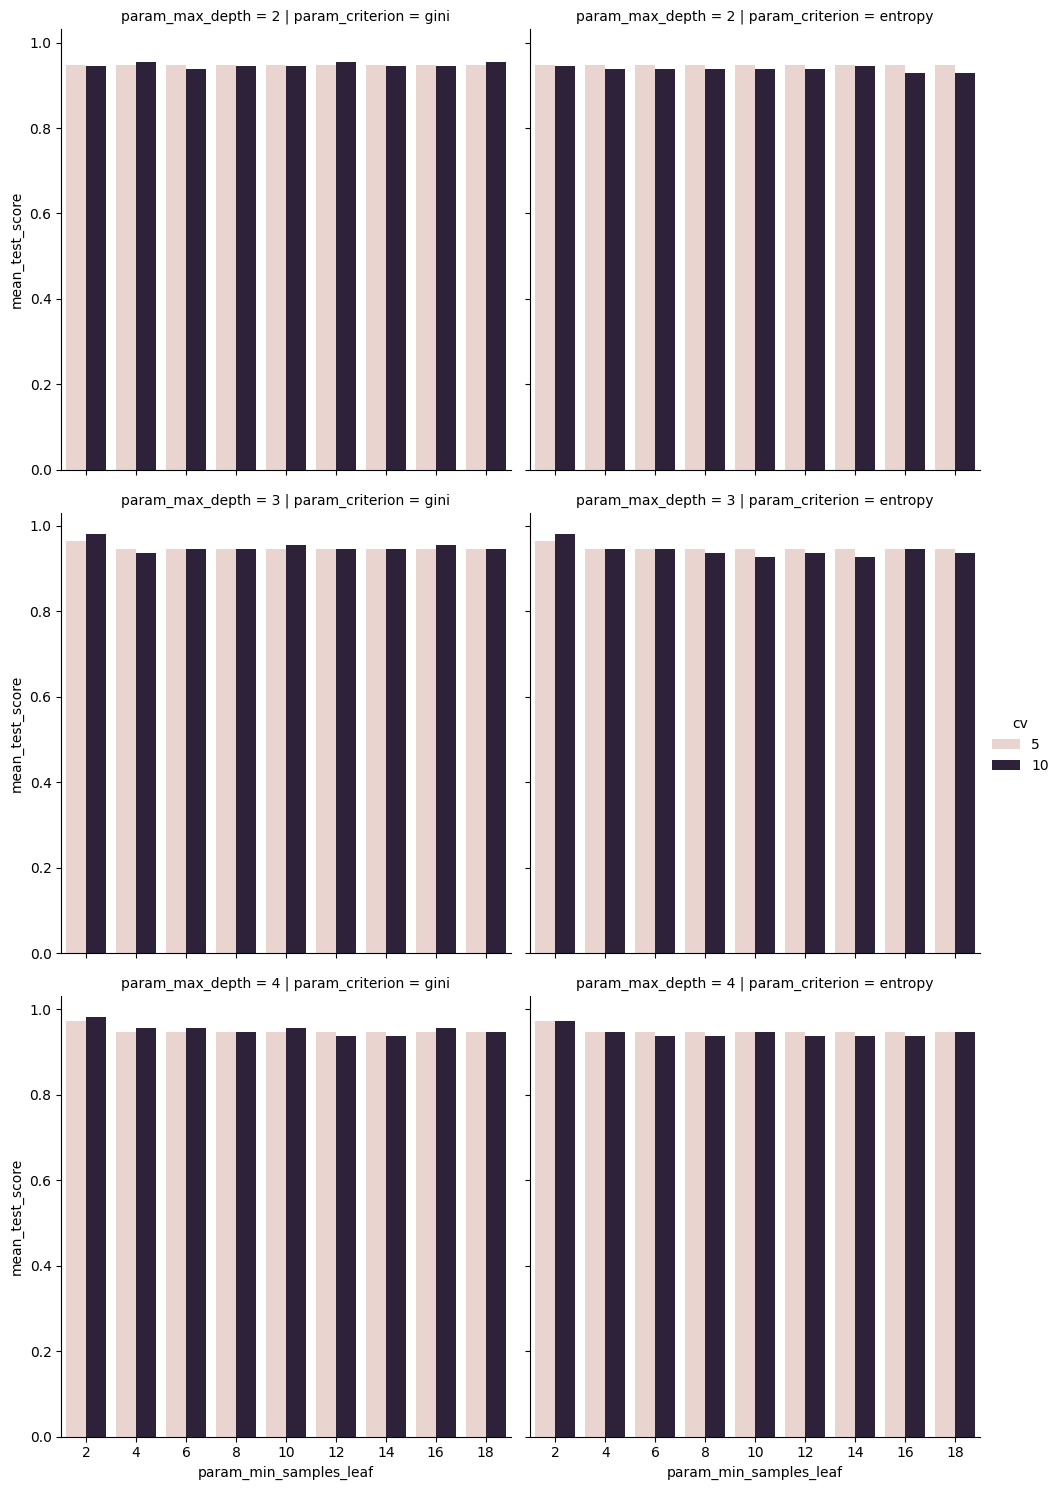 param_max_depth = 2 | param_criterion = gini
param_max_depth = 2 | param_criterion = entropy
1.0
0.8
0.6
0.4
0.2
0.0
mean_test_score
param_max_depth = 3 | param_criterion = gini
param_max_depth = 3 | param_criterion = entropy
1.0
0.8
0.6
0.4
0.2
0.0
mean_test_score
cv
5
10
param_max_depth = 4 | param_criterion = gini
param_max_depth = 4 | param_criterion = entropy
1.0
0.8
0.6
0.4
0.2
0.0
mean_test_score
2 4 6 8 10 12 14 16 18
param_min_samples_leaf
2 4 6 8 10 12 14 16 18
param_min_samples_leaf